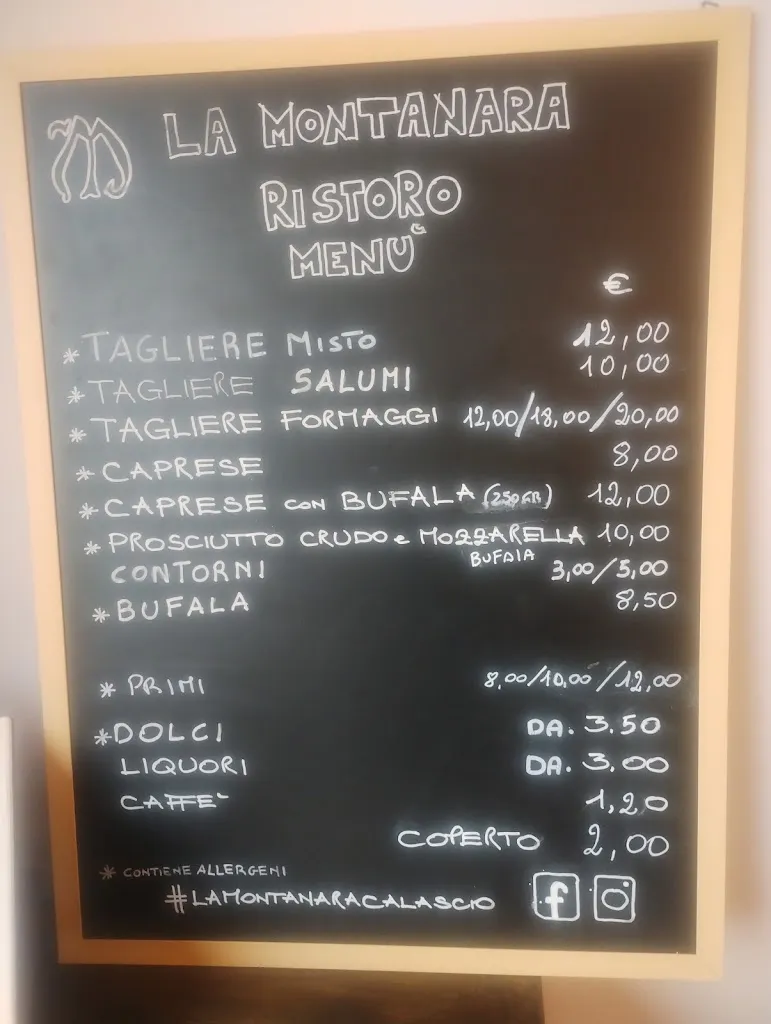 LA MONTANARA
RISTORO
MENÙ
€
* TAGLIERE MISTO 12,00
* TAGLIERE SALUMI 10,00
* TAGLIERE FORMAGGI 12,00/18,00/20,00
* CAPRESE 8,00
* CAPRESE CON BUFALA (250GR) 12,00
* PROSCIUTTO CRUDO e MOZZARELLA 10,00
BUFALA
CONTORNI 3,00/5,00
* BUFALA 8,50
* PRIMI 8,00/10,00/12,00
* DOLCI DA. 3.50
LIQUORI DA. 3.00
CAFFE` 1,20
COPERTO 2,00
* CONTIENE ALLERGENI
#LAMONTANARACALASCIO f